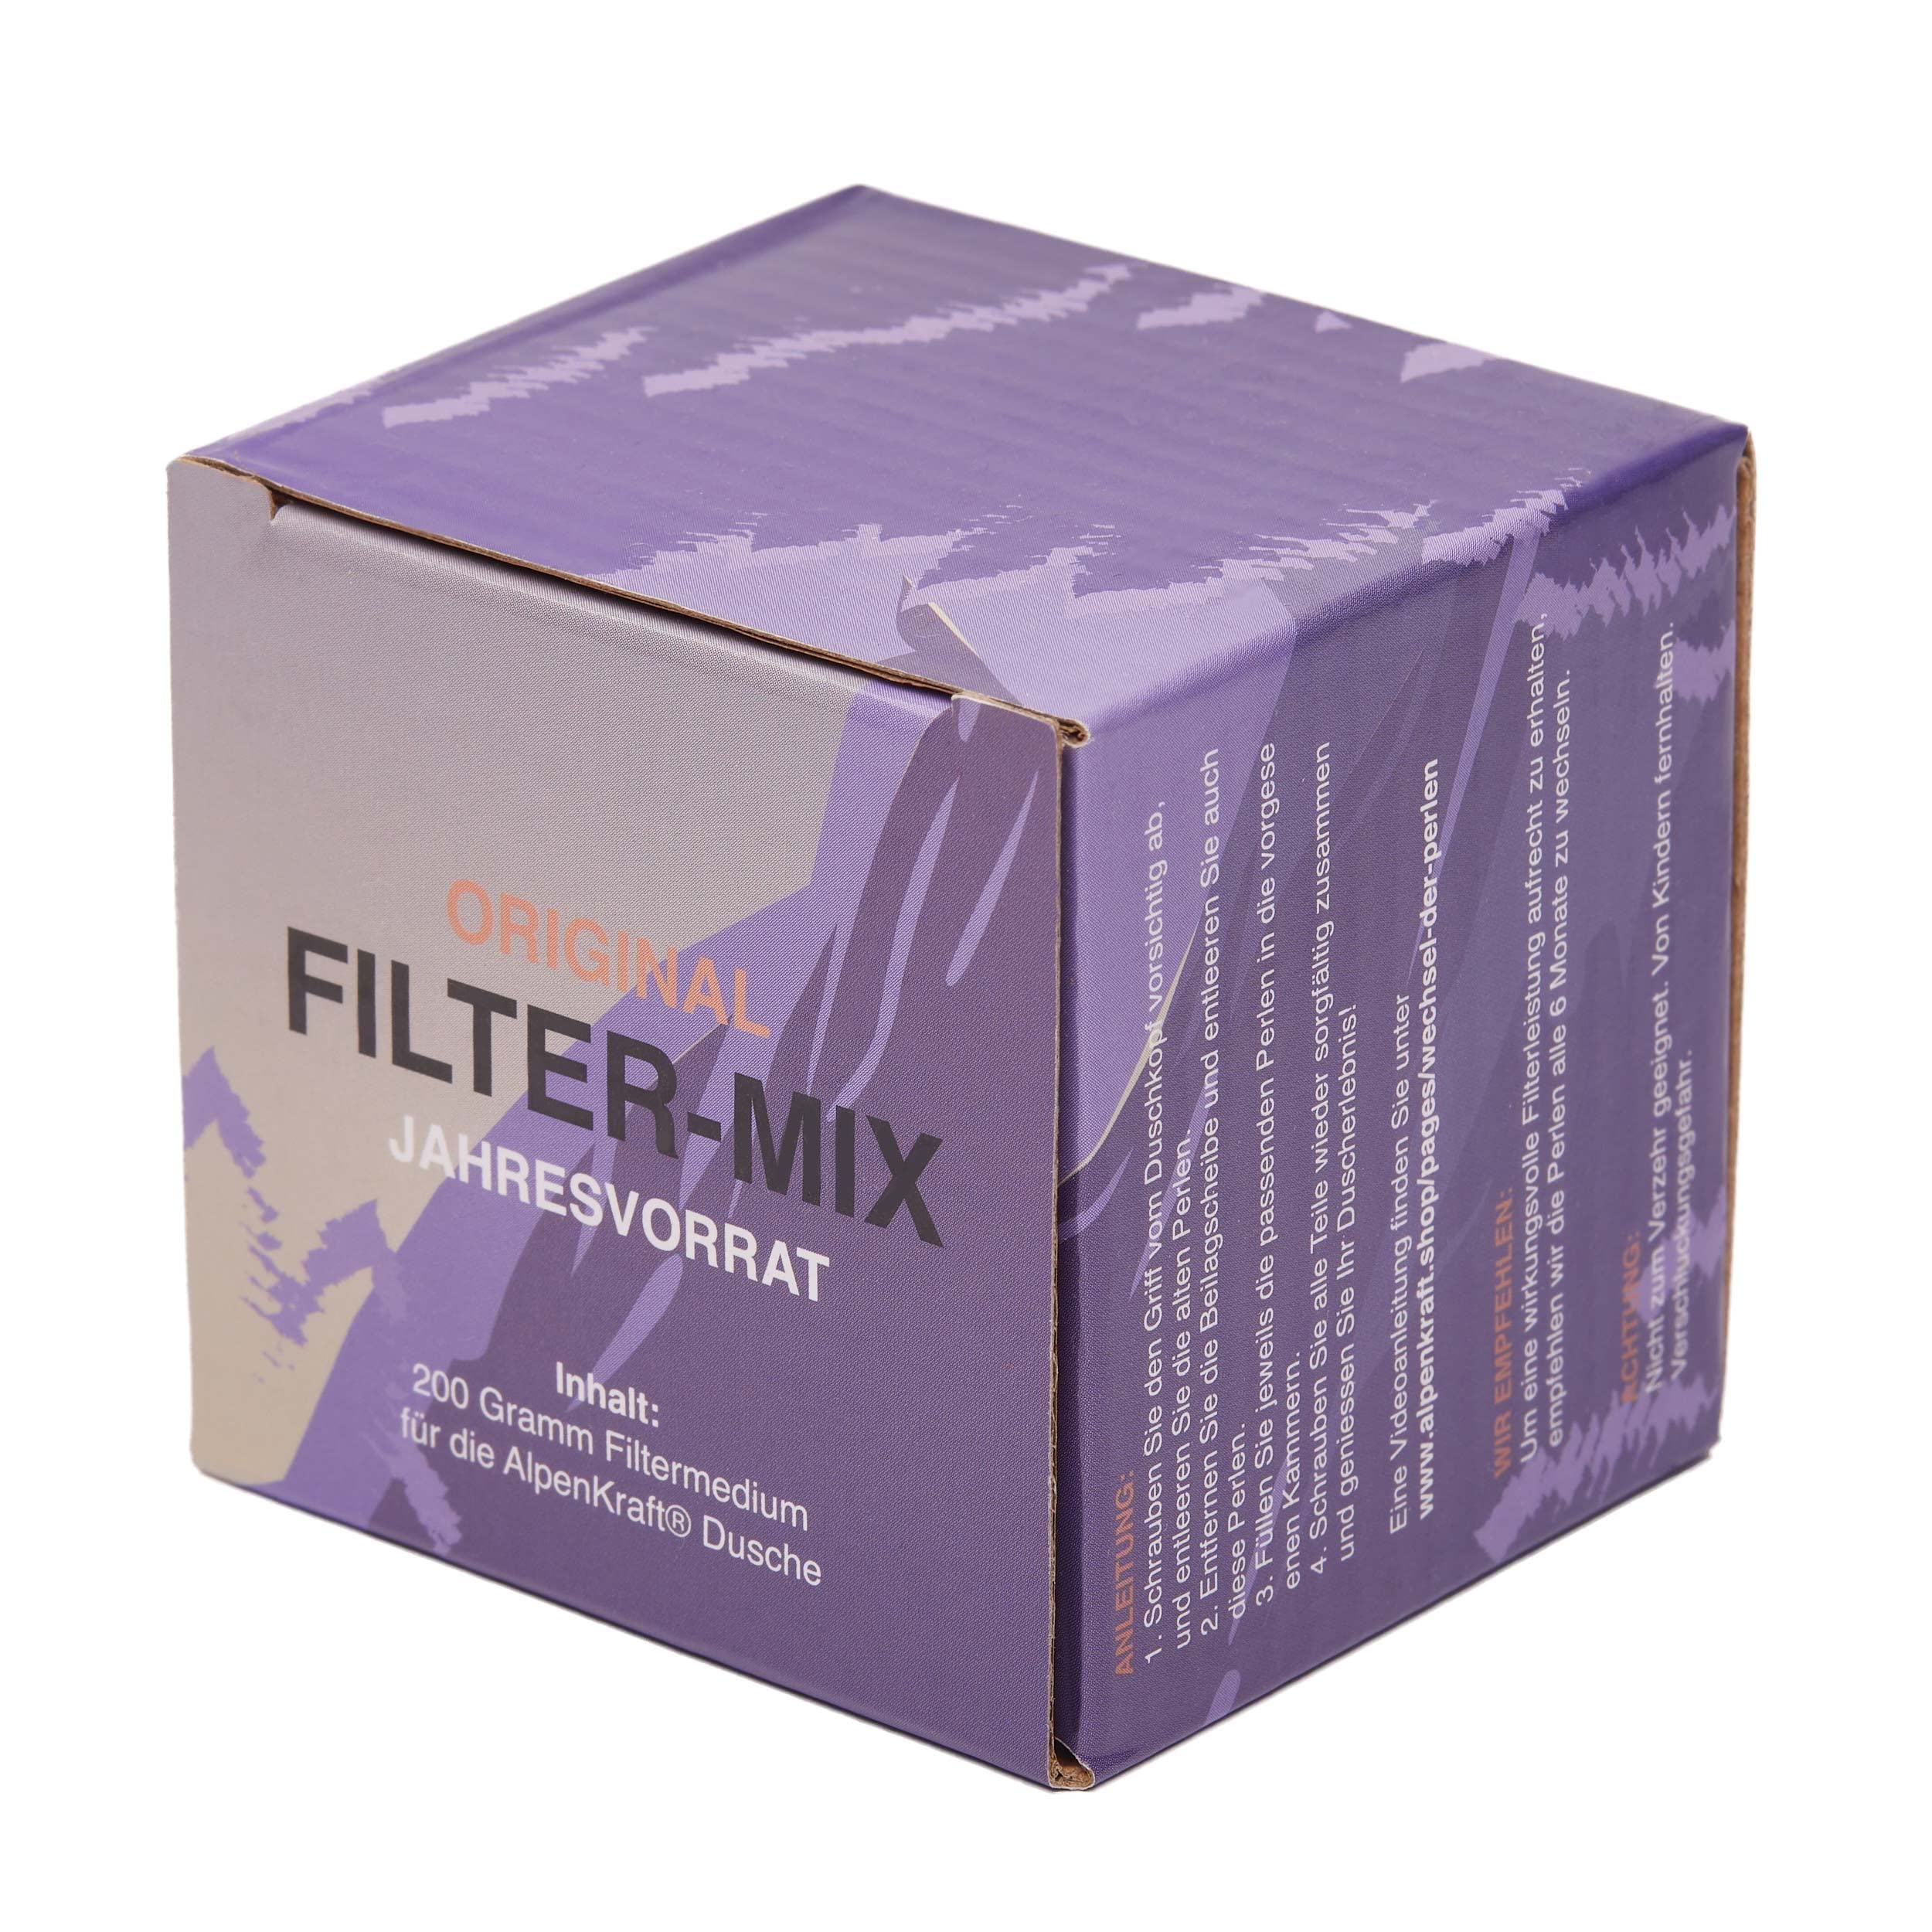 ORIGINAL
FILTER-MIX
JAHRESVORRAT
Inhalt:
200 Gramm Filtermedium
für die AlpenKraft® Dusche
ANLEITUNG:
1. Schrauben Sie den Griff vom Duschkopf vorsichtig ab,
und entleeren Sie die alten Perlen.
2. Entfernen Sie die Beilagscheibe und entleeren Sie auch
diese Perlen.
3. Füllen Sie jeweils die passenden Perlen in die vorgese
enen Kammern.
4. Schrauben Sie alle Teile wieder sorgfältig zusammen
und geniessen Sie Ihr Duscherlebnis!
Eine Videoanleitung finden Sie unter
www.alpenkraft.shop/pages/wechsel-der-perlen
WIR EMPFEHLEN:
Um eine wirkungsvolle Filterleistung aufrecht zu erhalten,
empfehlen wir die Perlen alle 6 Monate zu wechseln.
ACHTUNG:
Nicht zum Verzehr geeignet. Von Kindern fernhalten.
Verschluckungsgefahr.